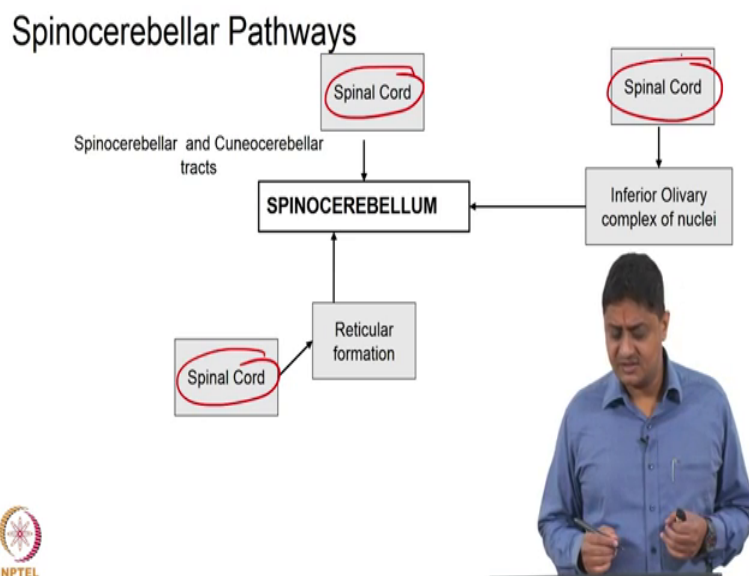 Spinocerebellar Pathways
Spinal Cord
Spinal Cord
Spinocerebellar and Cuneocerebellar
tracts
SPINOCEREBELLUM
Inferior Olivary
complex of nuclei
Reticular
formation
Spinal Cord
NPTEL